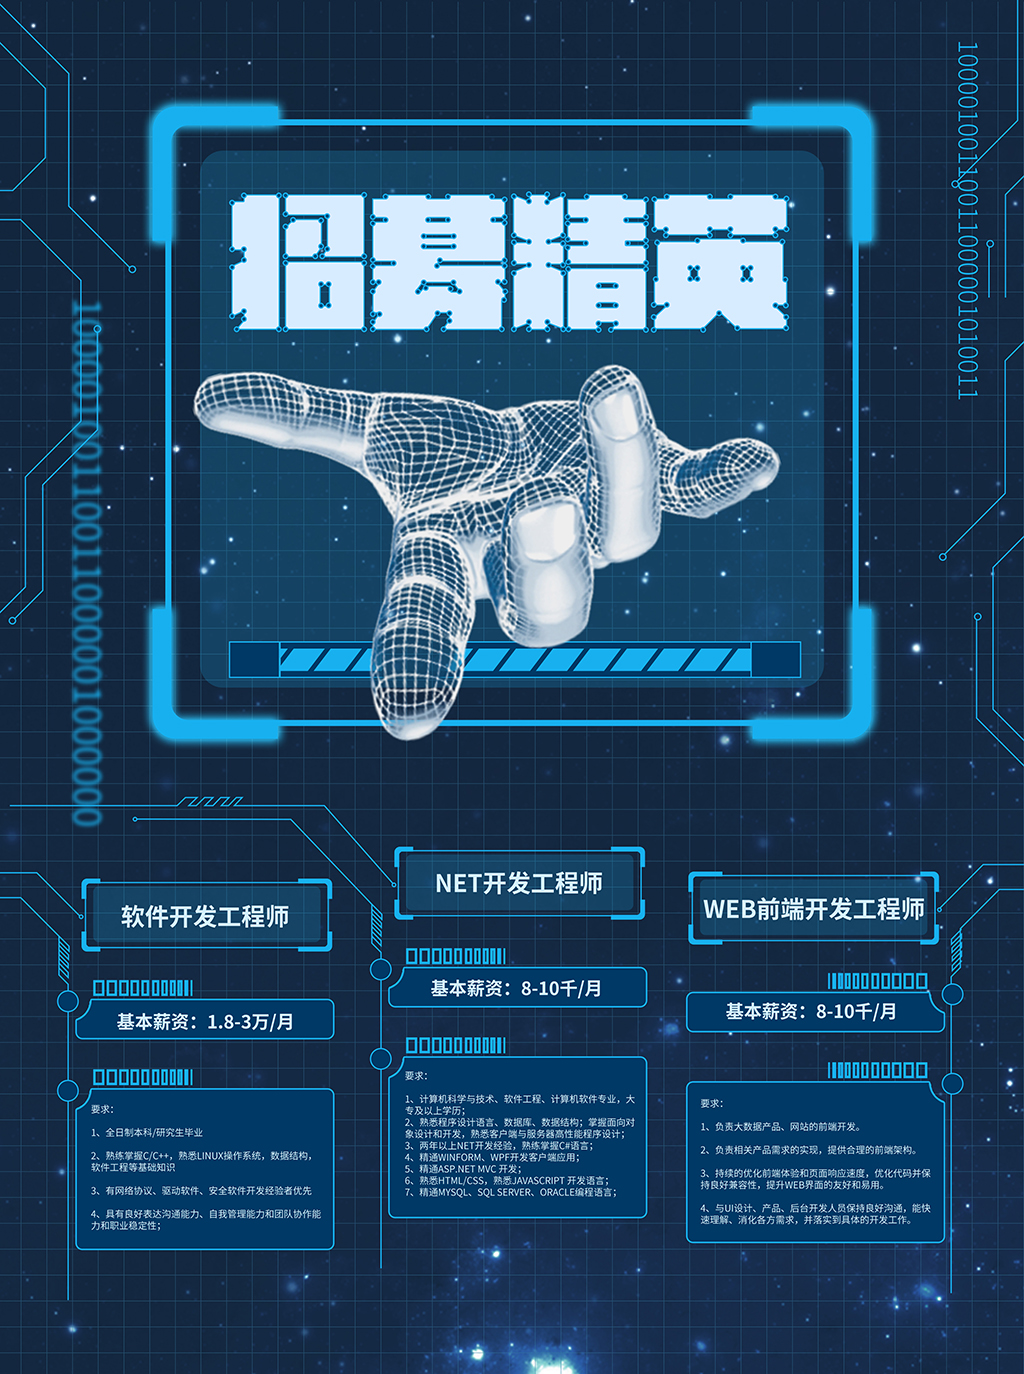 招募精英
10000100110011000001010011
10000100110011000001000000
软件开发工程师
基本薪资：1.8-3万/月
要求：
1、全日制本科/研究生毕业
2、熟练掌握C/C++，熟悉LINUX操作系统，数据结构，
软件工程等基础知识
3、有网络协议、驱动软件、安全软件开发经验者优先
4、具有良好表达沟通能力、自我管理能力和团队协作能
力和职业稳定性；
NET开发工程师
基本薪资：8-10千/月
要求：
1、计算机科学与技术、软件工程、计算机软件专业，大
专及以上学历；
2、熟悉程序设计语言、数据库、数据结构；掌握面向对
象设计和开发，熟悉客户端与服务器高性能程序设计；
3、两年以上NET开发经验，熟练掌握C#语言；
4、精通WINFORM、WPF开发客户端应用；
5、精通ASP.NET MVC 开发；
6、熟悉HTML/CSS，熟悉JAVASCRIPT 开发语言；
7、精通MYSQL、SQL SERVER、ORACLE编程语言；
WEB前端开发工程师
基本薪资：8-10千/月
要求：
1、负责大数据产品、网站的前端开发。
2、负责相关产品需求的实现，提供合理的前端架构。
3、持续的优化前端体验和页面响应速度，优化代码并保
持良好兼容性，提升WEB界面的友好和易用。
4、与UI设计、产品、后台开发人员保持良好沟通，能快
速理解、消化各方需求，并落实到具体的开发工作。